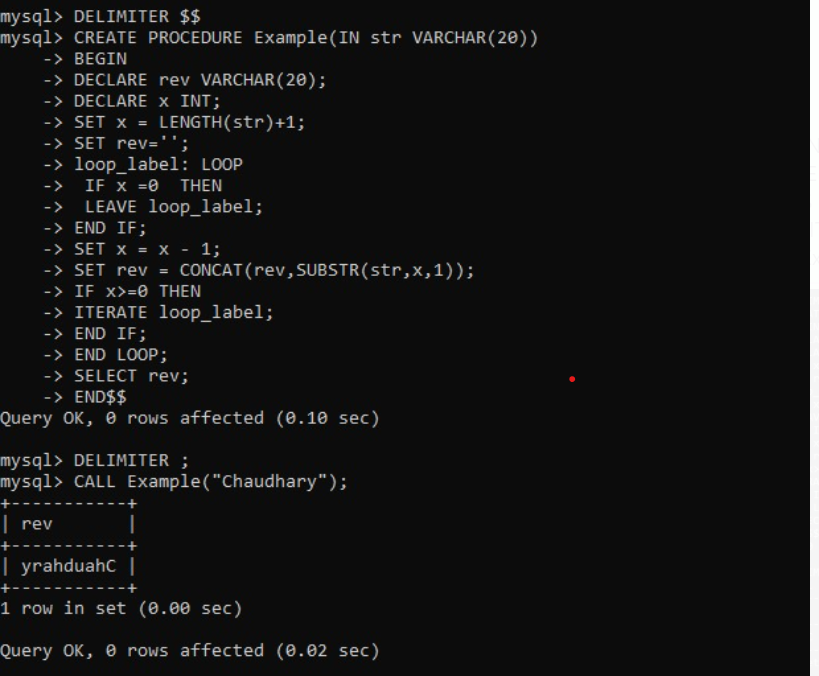 mysql> DELIMITER $$
mysql> CREATE PROCEDURE Example(IN str VARCHAR(20))
    -> BEGIN
    -> DECLARE rev VARCHAR(20);
    -> DECLARE x INT;
    -> SET x = LENGTH(str)+1;
    -> SET rev='';
    -> loop_label: LOOP
    ->  IF x =0  THEN
    ->  LEAVE loop_label;
    -> END IF;
    -> SET x = x - 1;
    -> SET rev = CONCAT(rev,SUBSTR(str,x,1));
    -> IF x>=0 THEN
    -> ITERATE loop_label;
    -> END IF;
    -> END LOOP;
    -> SELECT rev;
    -> END$$
Query OK, 0 rows affected (0.10 sec)

mysql> DELIMITER ;
mysql> CALL Example("Chaudhary");
+-----------+
| rev       |
+-----------+
| yrahduahC |
+-----------+
1 row in set (0.00 sec)

Query OK, 0 rows affected (0.02 sec)